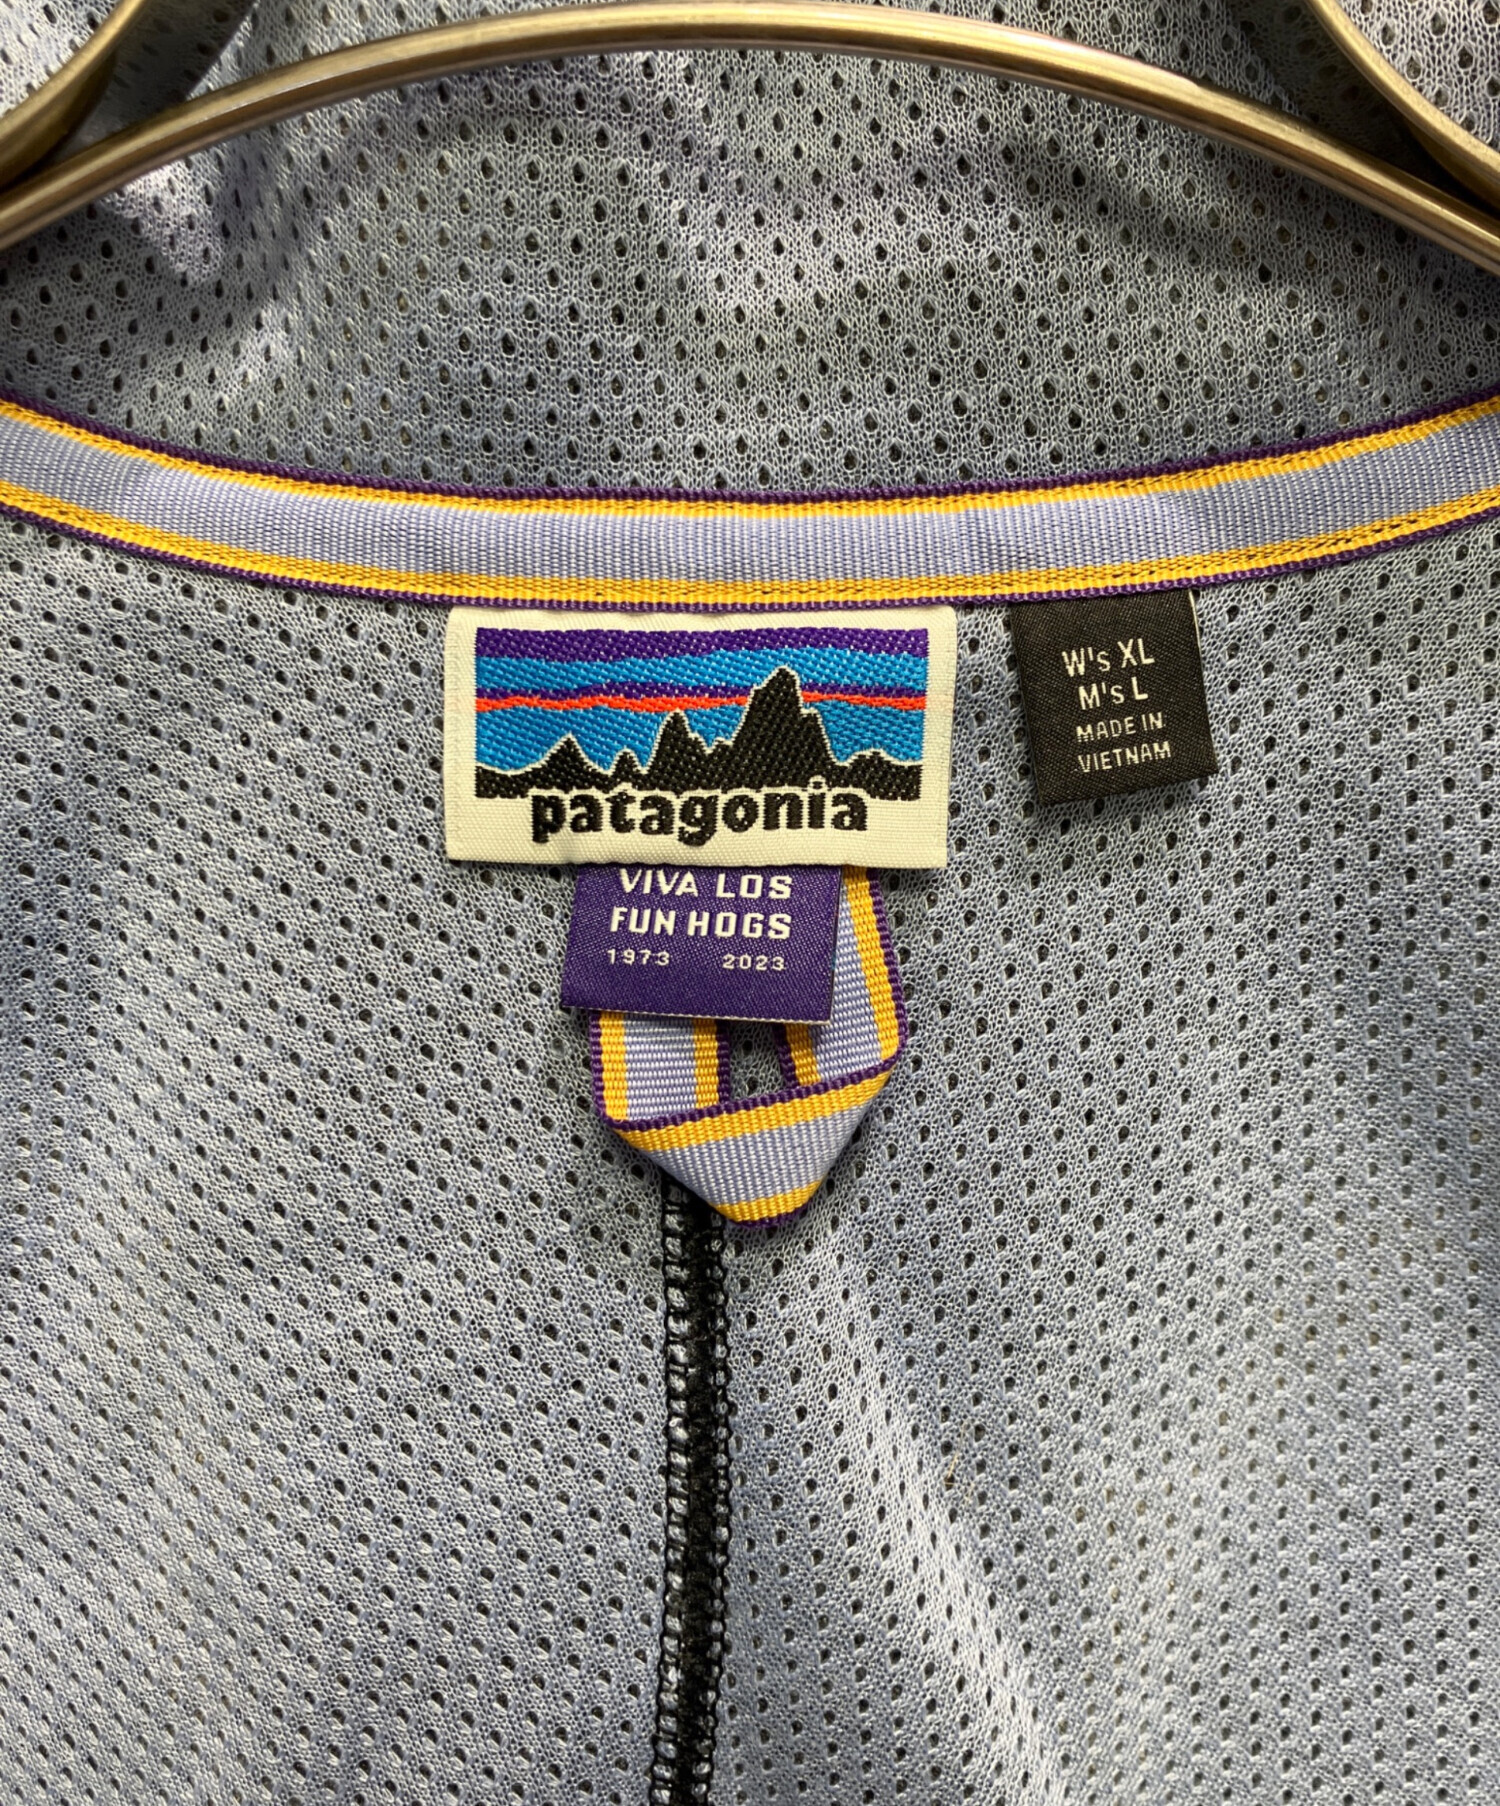 patagonia
W's XL
M's L
MADE IN
VIETNAM
VIVA LOS
FUN HOGS
1973 2023